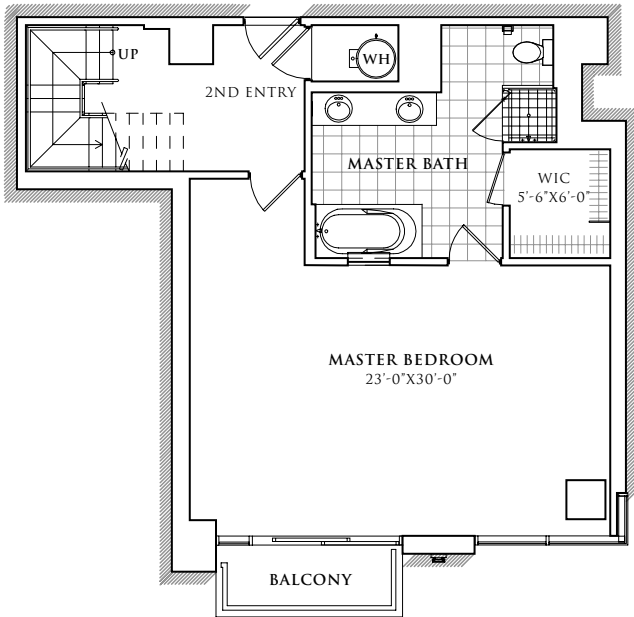 UP
WH
2ND ENTRY
MASTER BATH
WIC
5'-6"X6'-0"
MASTER BEDROOM
23'-0"X30'-0"
BALCONY